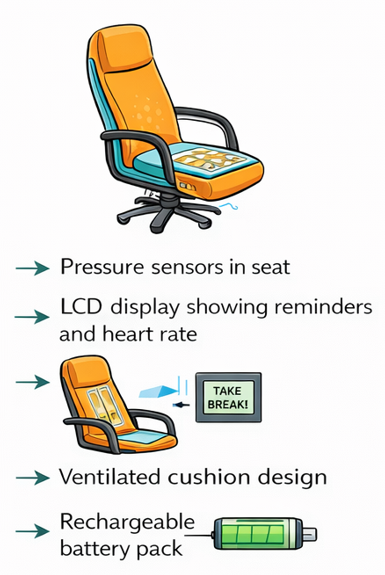 Pressure sensors in seat
LCD display showing reminders
and heart rate
TAKE
BREAK!
Ventilated cushion design
Rechargeable
battery pack